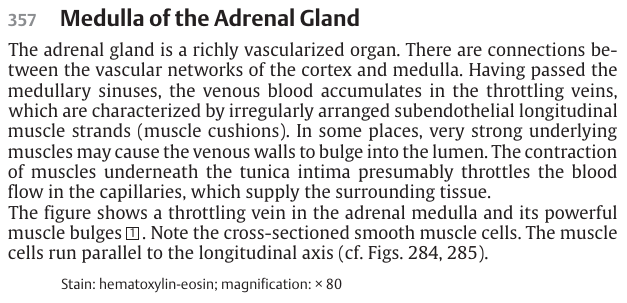 357 Medulla of the Adrenal Gland
The adrenal gland is a richly vascularized organ. There are connections be-
tween the vascular networks of the cortex and medulla. Having passed the
medullary sinuses, the venous blood accumulates in the throttling veins,
which are characterized by irregularly arranged subendothelial longitudinal
muscle strands (muscle cushions). In some places, very strong underlying
muscles may cause the venous walls to bulge into the lumen. The contraction
of muscles underneath the tunica intima presumably throttles the blood
flow in the capillaries, which supply the surrounding tissue.
The figure shows a throttling vein in the adrenal medulla and its powerful
muscle bulges 1. Note the cross-sectioned smooth muscle cells. The muscle
cells run parallel to the longitudinal axis (cf. Figs. 284, 285).
Stain: hematoxylin-eosin; magnification: × 80